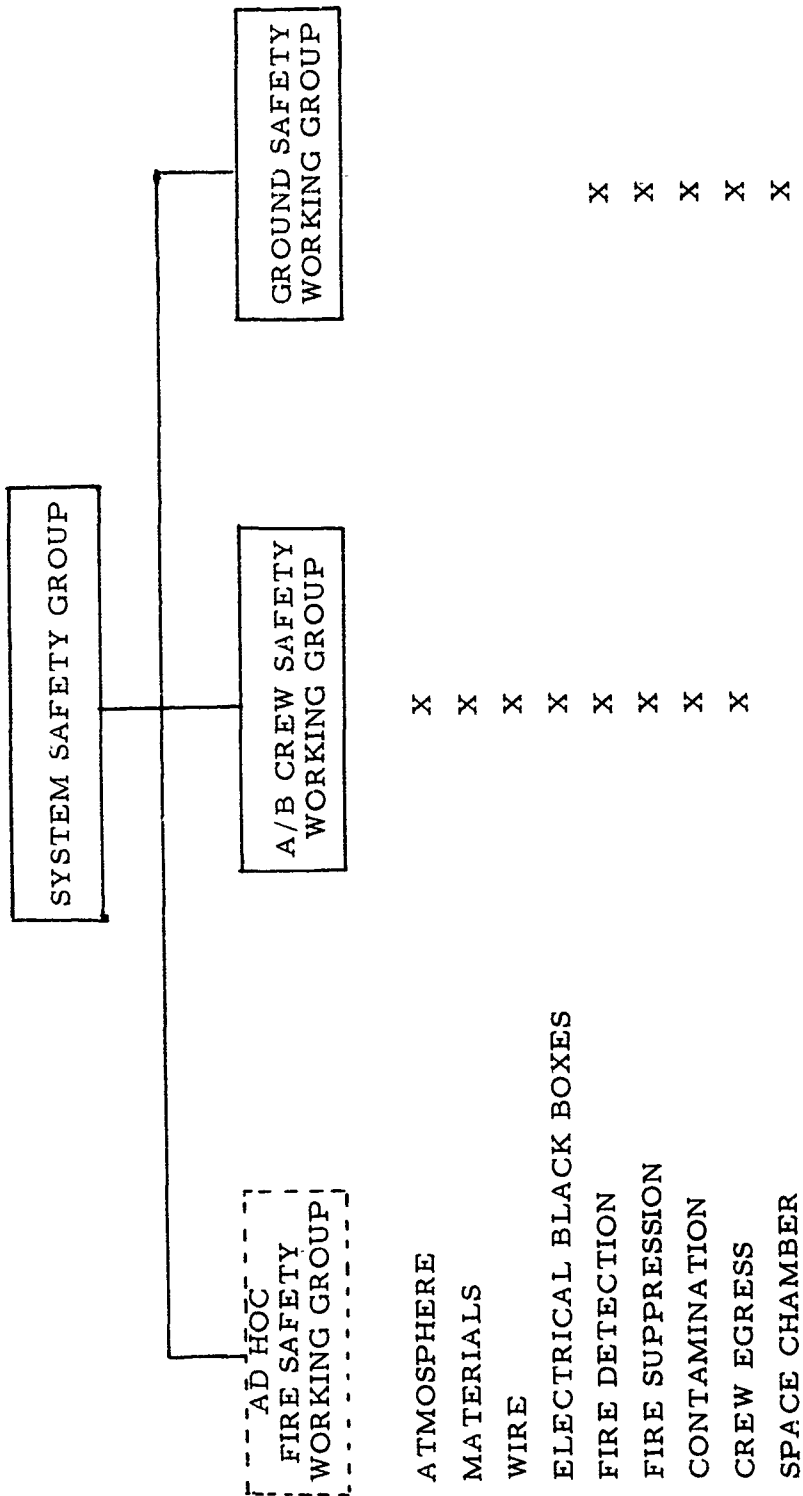 SYSTEM SAFETY GROUP
AD HOC
FIRE SAFETY
WORKING GROUP
A/B CREW SAFETY
WORKING GROUP
GROUND SAFETY
WORKING GROUP
ATMOSPHERE X
MATERIALS X
WIRE X
ELECTRICAL BLACK BOXES X
FIRE DETECTION X X
FIRE SUPPRESSION X X
CONTAMINATION X X
CREW EGRESS X X
SPACE CHAMBER X